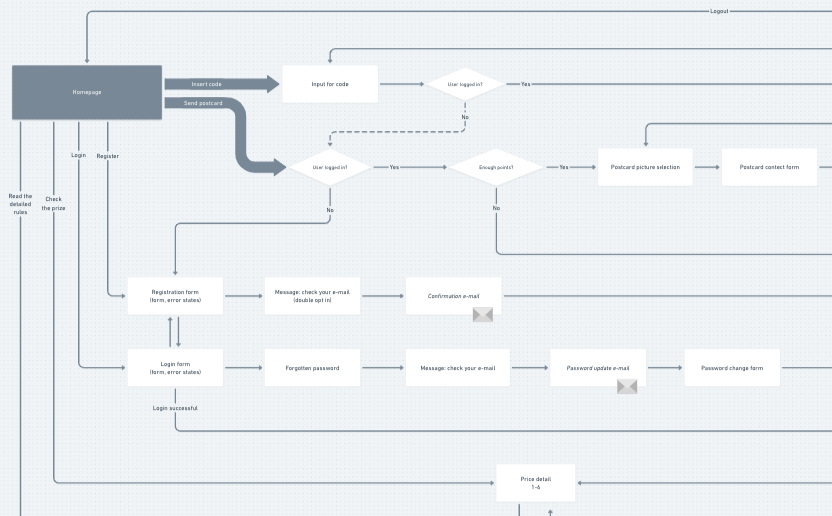 Logout
Homepage
Insert code
Send postcard
Input for code
User logged in?
Yes
No
Login
Register
User logged in?
Yes
Enough points?
Yes
Postcard picture selection
Postcard contect form
Read the
detailed
rules
Check
the prize
No
No
Registration form
(form, error states)
Message: check your e-mail
(double opt in)
Confirmation e-mail
Login form
(form, error states)
Forgotten password
Message: check your e-mail
Password update e-mail
Password change form
Login successful
Price detail
1-6